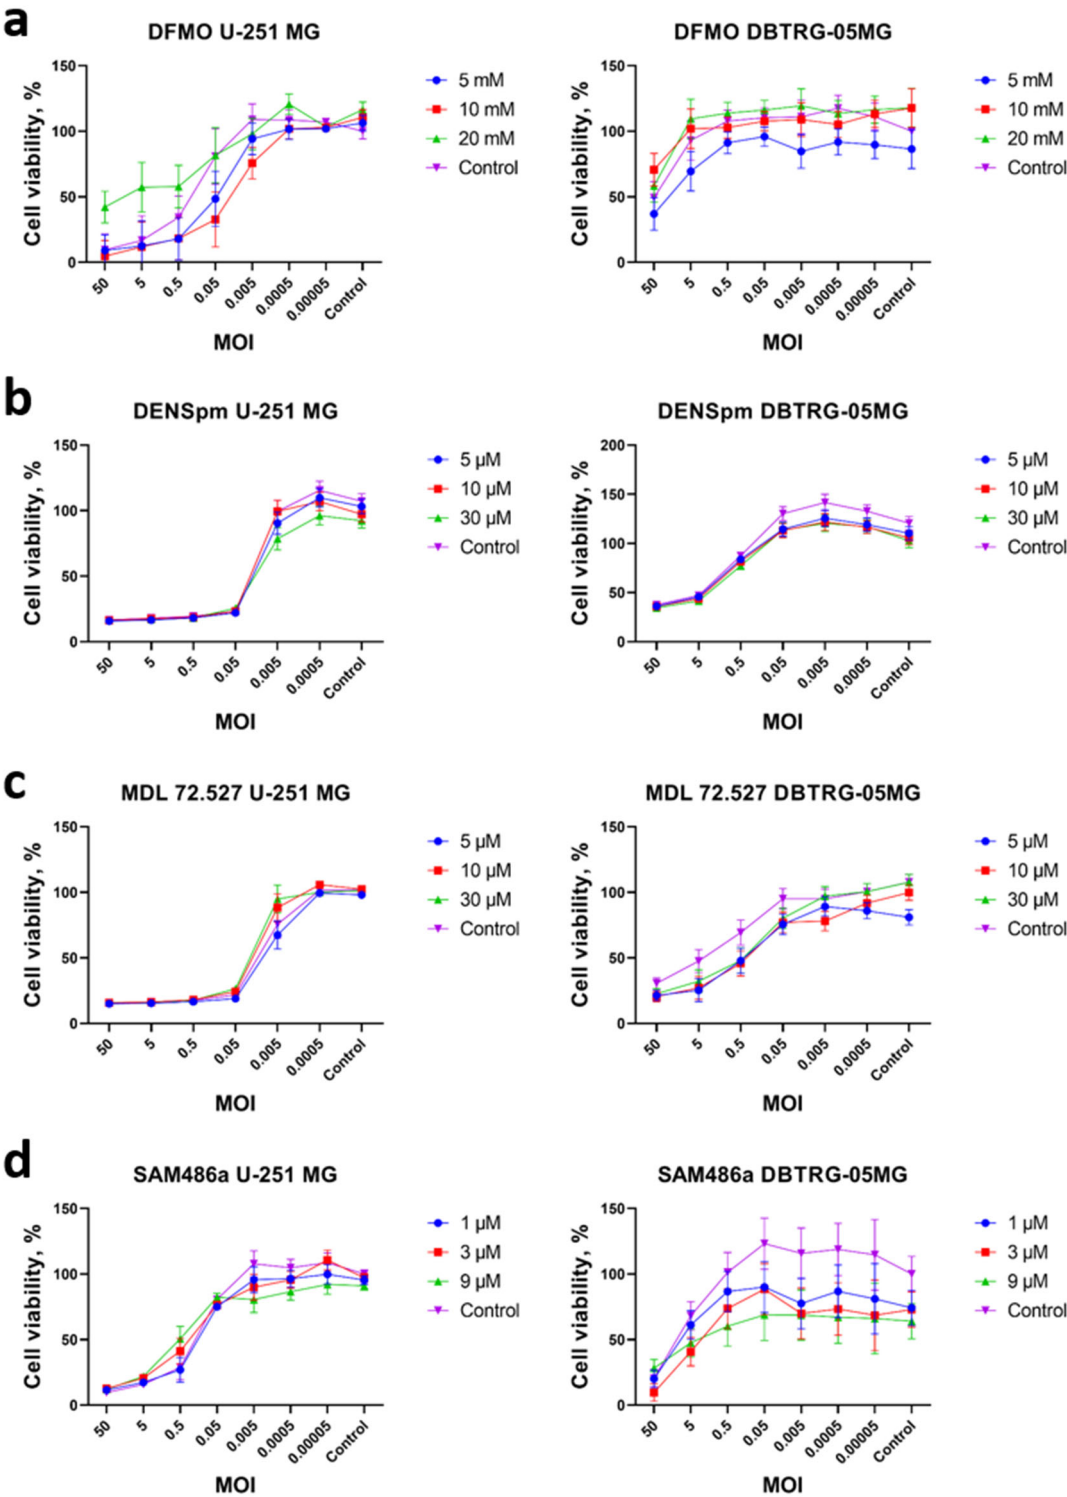 a
DFMO U-251 MG
Cell viability, %
150
100
50
0
50
5
0.5
0.05
0.005
0.0005
0.00005
Control
MOI
5 mM
10 mM
20 mM
Control
DFMO DBTRG-05MG
Cell viability, %
150
100
50
0
50
5
0.5
0.05
0.005
0.0005
0.00005
Control
MOI
5 mM
10 mM
20 mM
Control
b
DENSpm U-251 MG
Cell viability, %
150
100
50
0
50
5
0.5
0.05
0.005
0.0005
Control
MOI
5 µM
10 µM
30 µM
Control
DENSpm DBTRG-05MG
Cell viability, %
200
150
100
50
0
50
5
0.5
0.05
0.005
0.0005
Control
MOI
5 µM
10 µM
30 µM
Control
c
MDL 72.527 U-251 MG
Cell viability, %
150
100
50
0
50
5
0.5
0.05
0.005
0.0005
Control
MOI
5 µM
10 µM
30 µM
Control
MDL 72.527 DBTRG-05MG
Cell viability, %
150
100
50
0
50
5
0.5
0.05
0.005
0.0005
Control
MOI
5 µM
10 µM
30 µM
Control
d
SAM486a U-251 MG
Cell viability, %
150
100
50
0
50
5
0.5
0.05
0.005
0.0005
0.00005
Control
MOI
1 µM
3 µM
9 µM
Control
SAM486a DBTRG-05MG
Cell viability, %
150
100
50
0
50
5
0.5
0.05
0.005
0.0005
0.00005
Control
MOI
1 µM
3 µM
9 µM
Control